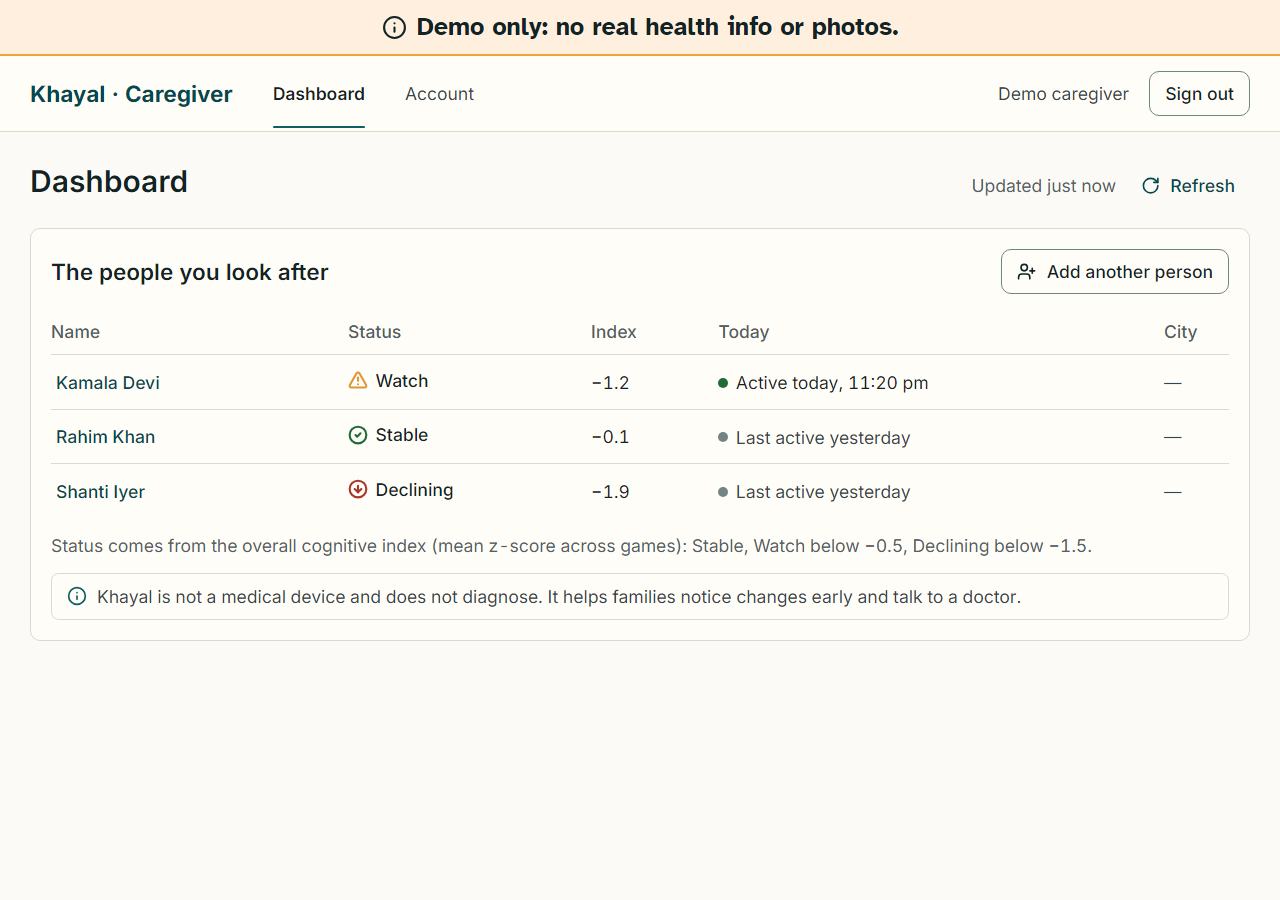 Demo only: no real health info or photos.
Khayal · Caregiver Dashboard Account Demo caregiver Sign out
Dashboard Updated just now Refresh
The people you look after Add another person
Name Status Index Today City
Kamala Devi Watch −1.2 Active today, 11:20 pm —
Rahim Khan Stable −0.1 Last active yesterday —
Shanti Iyer Declining −1.9 Last active yesterday —
Status comes from the overall cognitive index (mean z-score across games): Stable, Watch below −0.5, Declining below −1.5.
Khayal is not a medical device and does not diagnose. It helps families notice changes early and talk to a doctor.